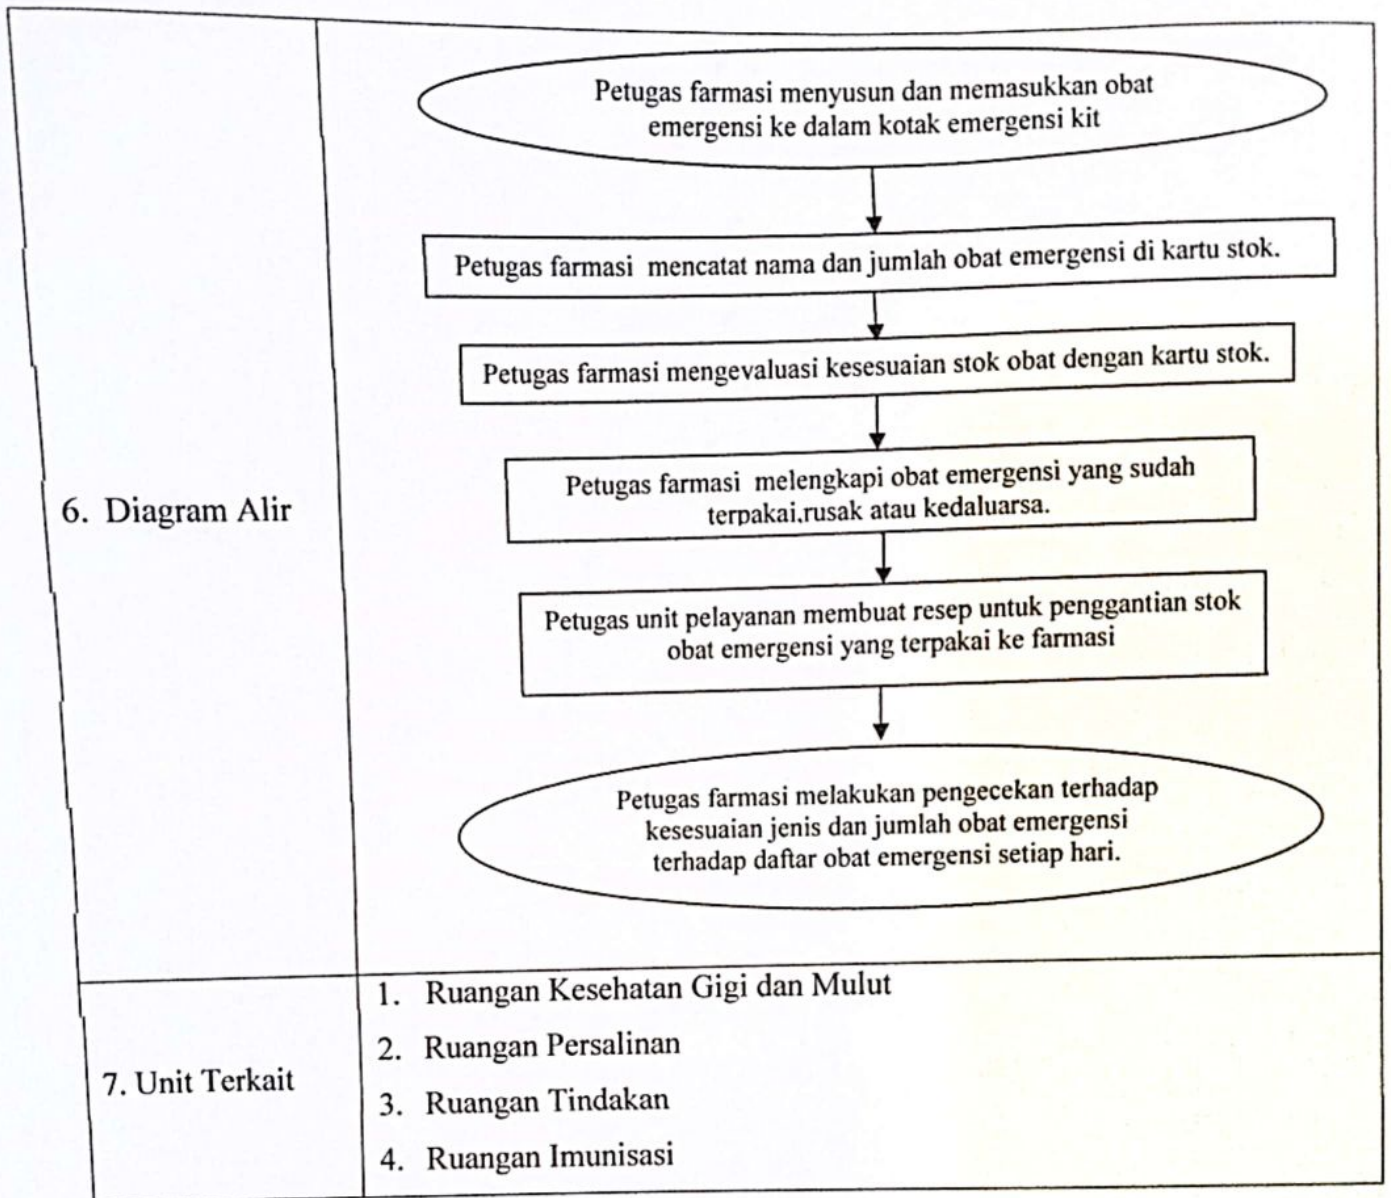 Petugas farmasi menyusun dan memasukkan obat
emergensi ke dalam kotak emergensi kit
Petugas farmasi mencatat nama dan jumlah obat emergensi di kartu stok.
Petugas farmasi mengevaluasi kesesuaian stok obat dengan kartu stok.
6. Diagram Alir
Petugas farmasi melengkapi obat emergensi yang sudah
terpakai,rusak atau kedaluarsa.
Petugas unit pelayanan membuat resep untuk penggantian stok
obat emergensi yang terpakai ke farmasi
Petugas farmasi melakukan pengecekan terhadap
kesesuaian jenis dan jumlah obat emergensi
terhadap daftar obat emergensi setiap hari.
7. Unit Terkait
1. Ruangan Kesehatan Gigi dan Mulut
2. Ruangan Persalinan
3. Ruangan Tindakan
4. Ruangan Imunisasi